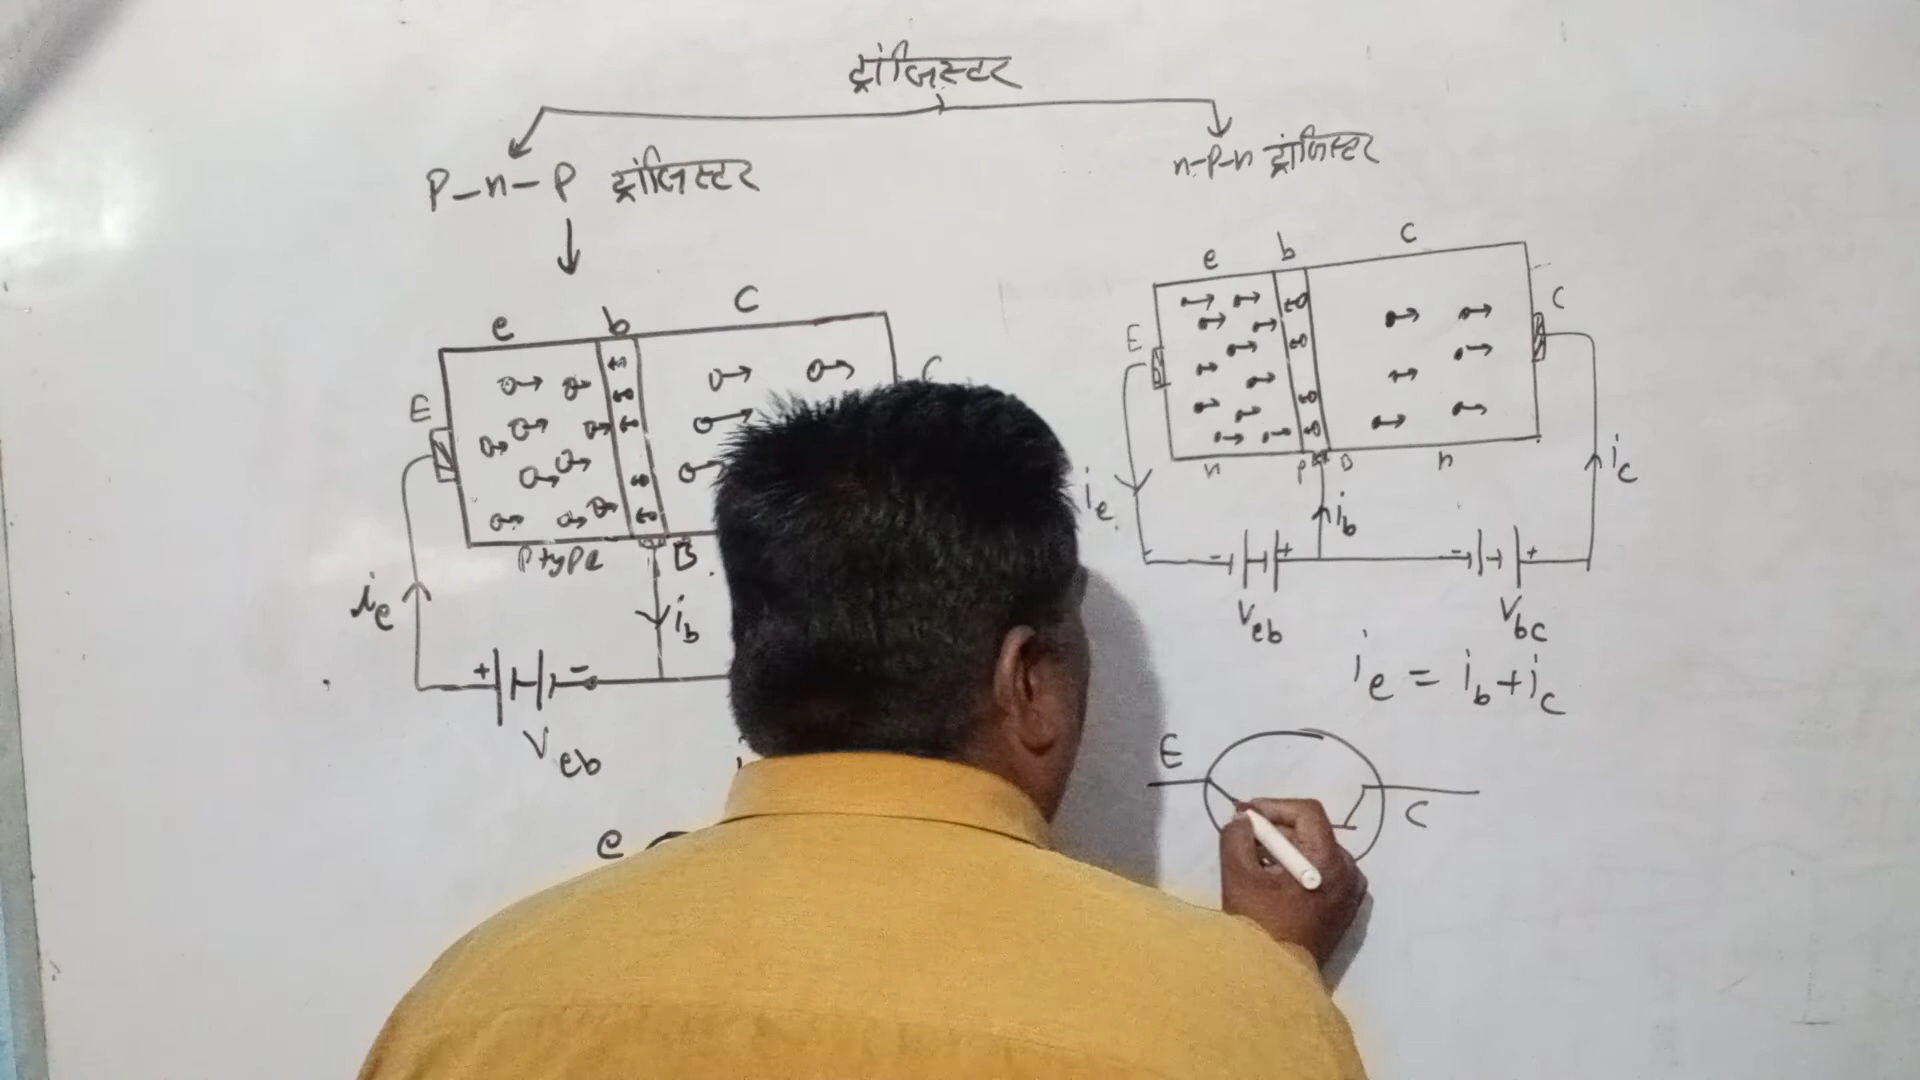 ट्रांजिस्टर
P-n-P ट्रांजिस्टर
n-p-n ट्रांजिस्टर
e b C
E
P type B
ie
ib
+ -
Veb
e
e b C
E C
n P B n
ie
ib
ic
- + - +
Veb Vbc
ie = ib+ic
E
C